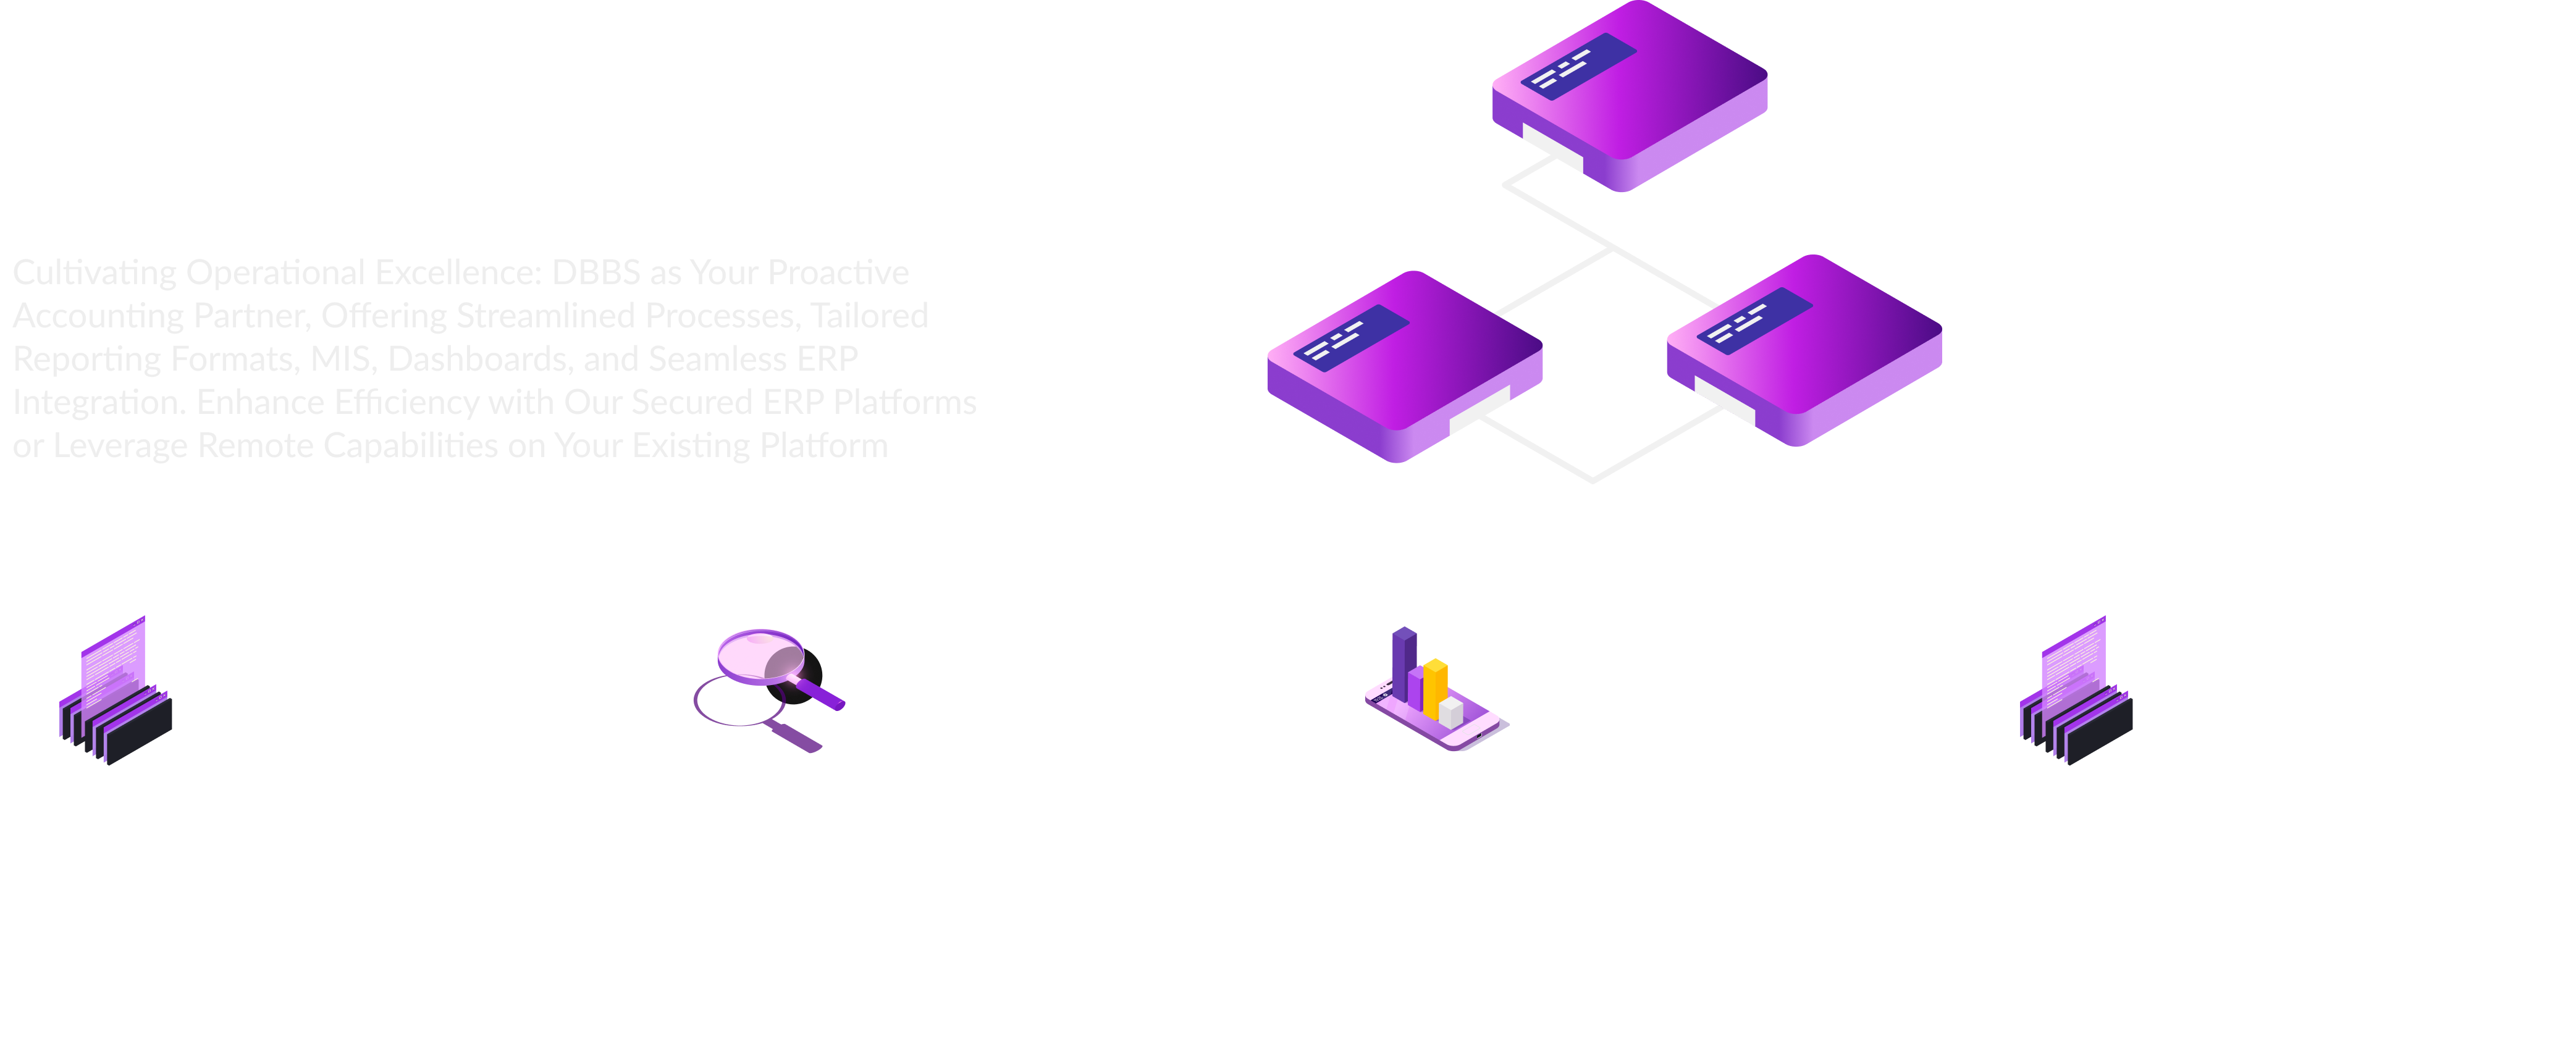 Cultivating Operational Excellence: DBBS as Your Proactive
Accounting Partner, Offering Streamlined Processes, Tailored
Reporting Formats, MIS, Dashboards, and Seamless ERP
Integration. Enhance Efficiency with Our Secured ERP Platforms
or Leverage Remote Capabilities on Your Existing Platform